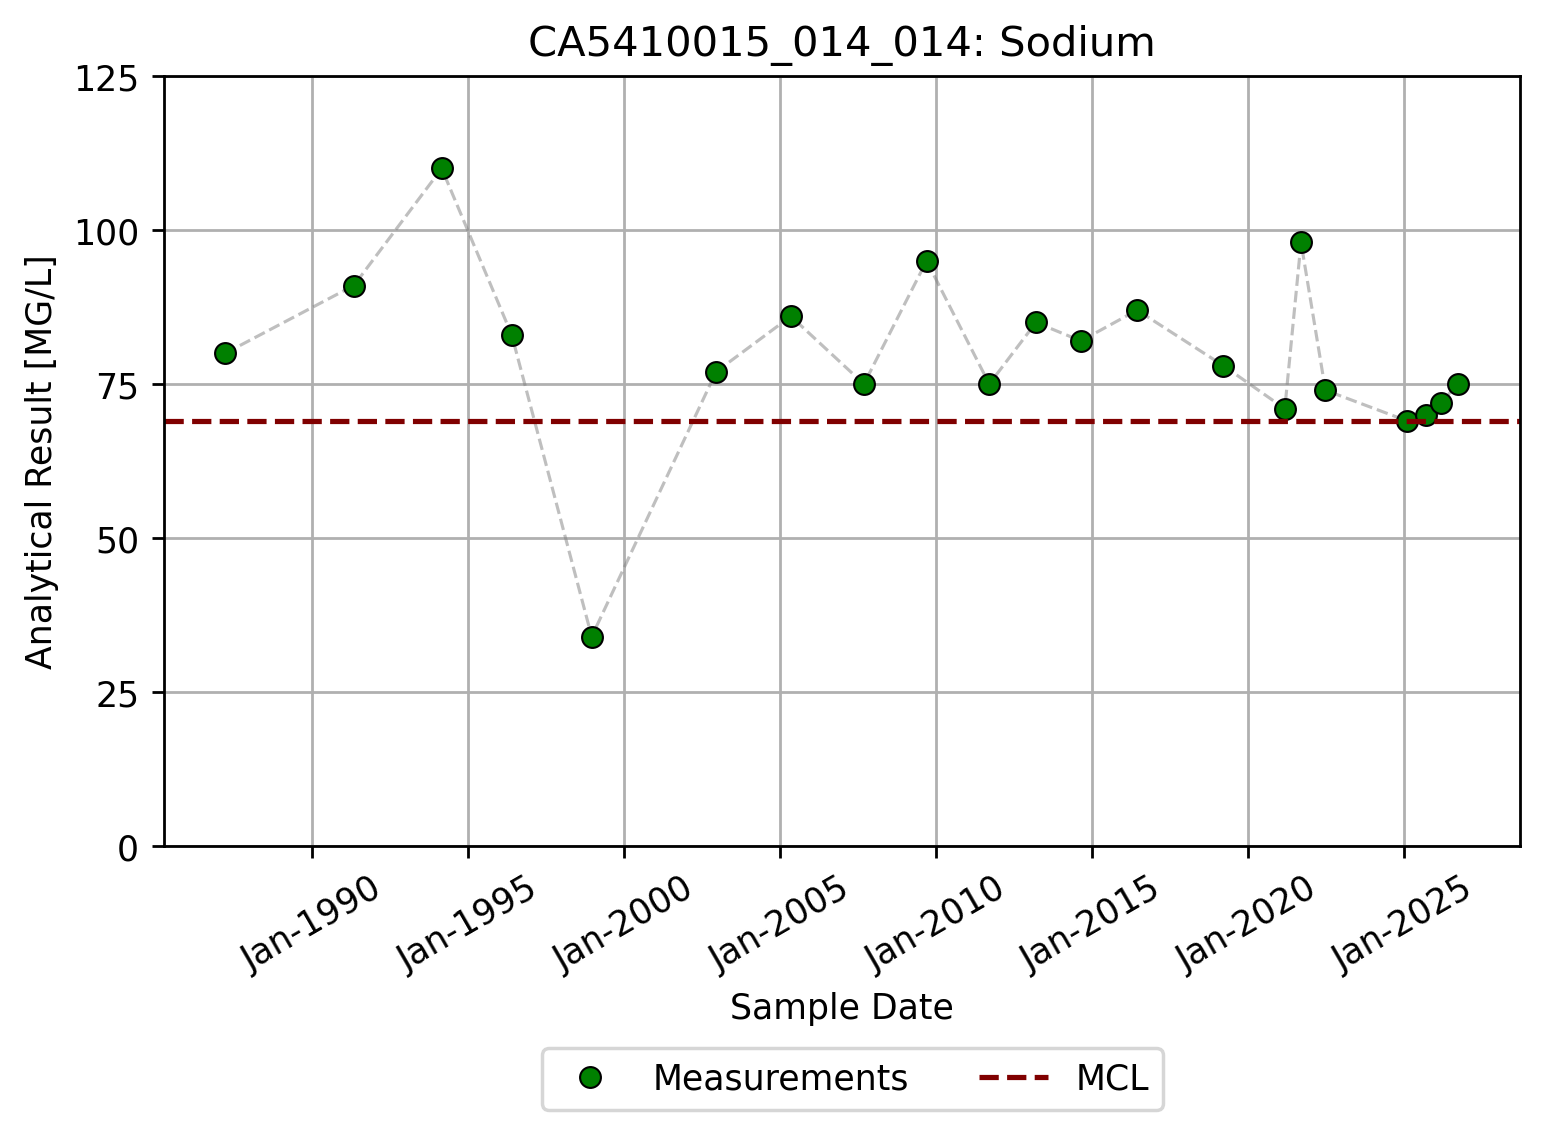 CA5410015_014_014: Sodium
Analytical Result [MG/L]
125
100
75
50
25
0
Jan-1990
Jan-1995
Jan-2000
Jan-2005
Jan-2010
Jan-2015
Jan-2020
Jan-2025
Sample Date
Measurements
MCL